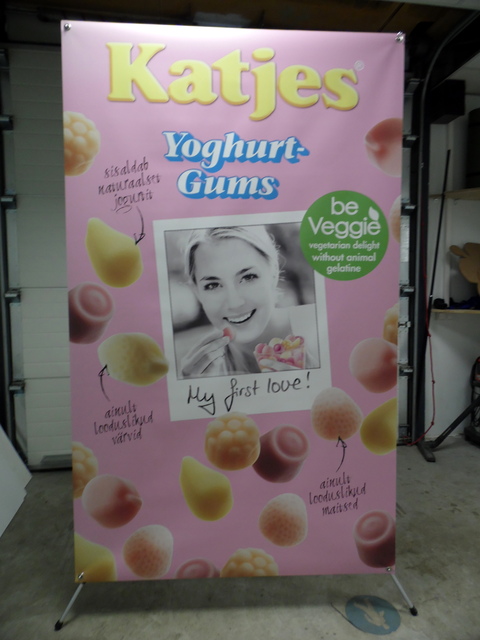 Katjes®
Yoghurt-
Gums
sisaldab
naturaalset
jogurtit
be
Veggie
vegetarian delight
without animal
gelatine
My first love!
ainult
looduslikud
värvid
ainult
looduslikud
maitsed